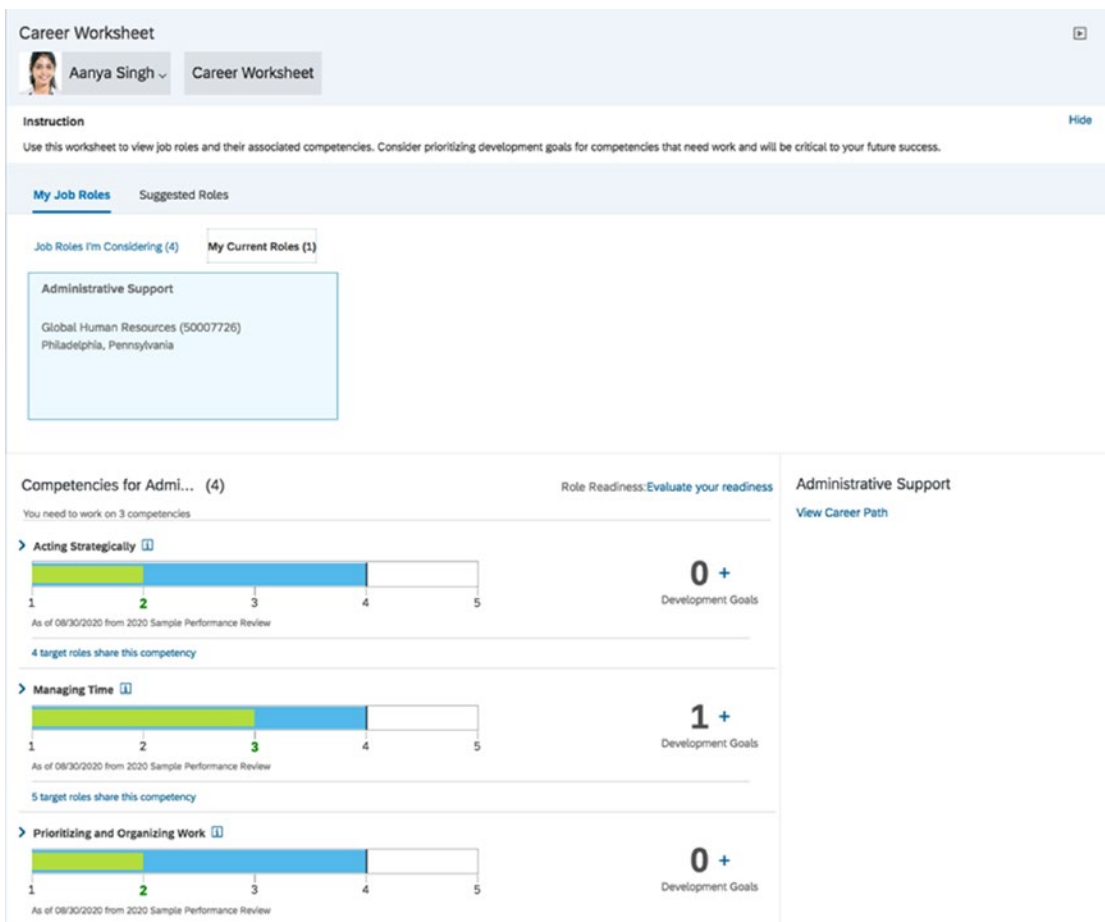 Career Worksheet
Aanya Singh
Career Worksheet
Instruction
Hide
Use this worksheet to view job roles and their associated competencies. Consider prioritizing development goals for competencies that need work and will be critical to your future success.
My Job Roles
Suggested Roles
Job Roles I'm Considering (4)
My Current Roles (1)
Administrative Support
Global Human Resources (50007726)
Philadelphia, Pennsylvania
Competencies for Admi... (4)
Role Readiness:Evaluate your readiness
You need to work on 3 competencies
Acting Strategically
1 2 3 4 5
0 +
Development Goals
As of 08/30/2020 from 2020 Sample Performance Review
4 target roles share this competency
Managing Time
1 2 3 4 5
1 +
Development Goals
As of 08/30/2020 from 2020 Sample Performance Review
5 target roles share this competency
Prioritizing and Organizing Work
1 2 3 4 5
0 +
Development Goals
As of 08/30/2020 from 2020 Sample Performance Review
Administrative Support
View Career Path